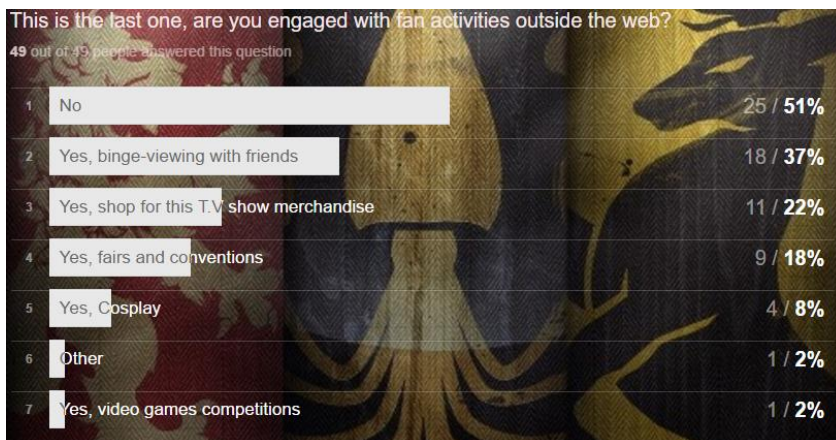 This is the last one, are you engaged with fan activities outside the web?
49 out of 49 people answered this question
1 No 25 / 51%
2 Yes, binge-viewing with friends 18 / 37%
3 Yes, shop for this T.V show merchandise 11 / 22%
4 Yes, fairs and conventions 9 / 18%
5 Yes, Cosplay 4 / 8%
6 Other 1 / 2%
7 Yes, video games competitions 1 / 2%